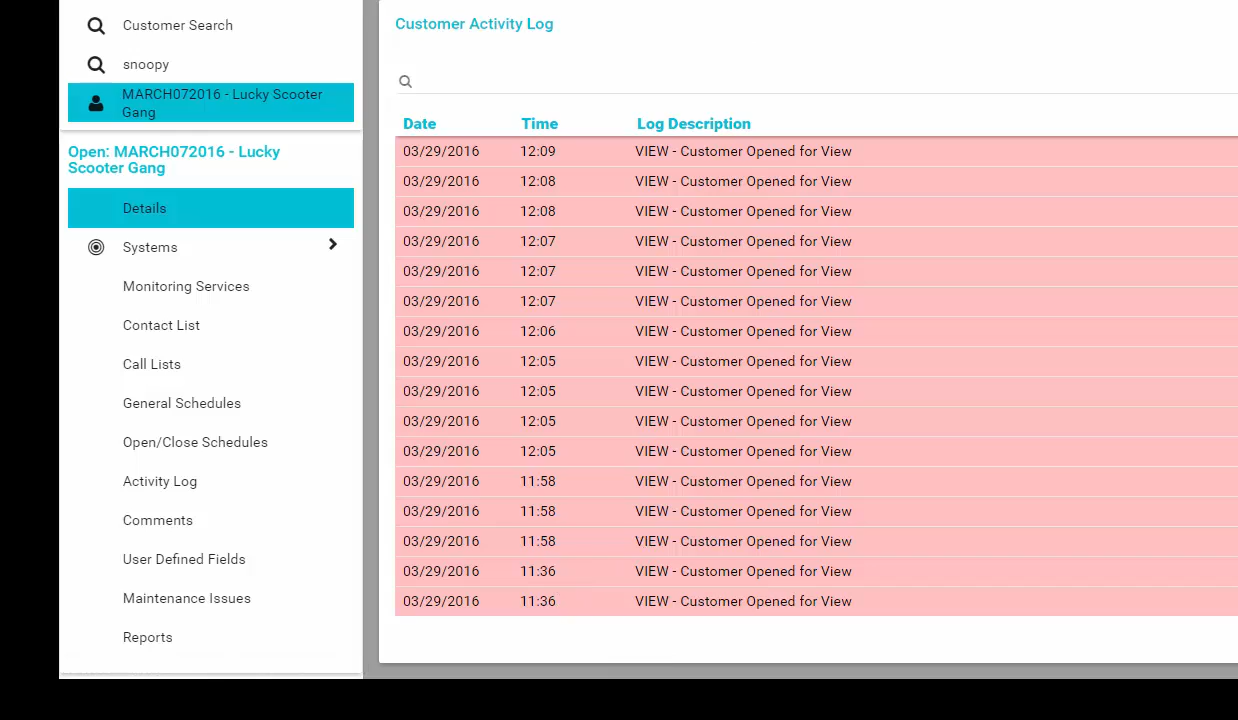 Customer Search
snoopy
MARCH072016 - Lucky Scooter
Gang
Open: MARCH072016 - Lucky
Scooter Gang
Details
Systems
Monitoring Services
Contact List
Call Lists
General Schedules
Open/Close Schedules
Activity Log
Comments
User Defined Fields
Maintenance Issues
Reports
Customer Activity Log
Date Time Log Description
03/29/2016 12:09 VIEW - Customer Opened for View
03/29/2016 12:08 VIEW - Customer Opened for View
03/29/2016 12:08 VIEW - Customer Opened for View
03/29/2016 12:07 VIEW - Customer Opened for View
03/29/2016 12:07 VIEW - Customer Opened for View
03/29/2016 12:07 VIEW - Customer Opened for View
03/29/2016 12:06 VIEW - Customer Opened for View
03/29/2016 12:05 VIEW - Customer Opened for View
03/29/2016 12:05 VIEW - Customer Opened for View
03/29/2016 12:05 VIEW - Customer Opened for View
03/29/2016 12:05 VIEW - Customer Opened for View
03/29/2016 11:58 VIEW - Customer Opened for View
03/29/2016 11:58 VIEW - Customer Opened for View
03/29/2016 11:58 VIEW - Customer Opened for View
03/29/2016 11:36 VIEW - Customer Opened for View
03/29/2016 11:36 VIEW - Customer Opened for View